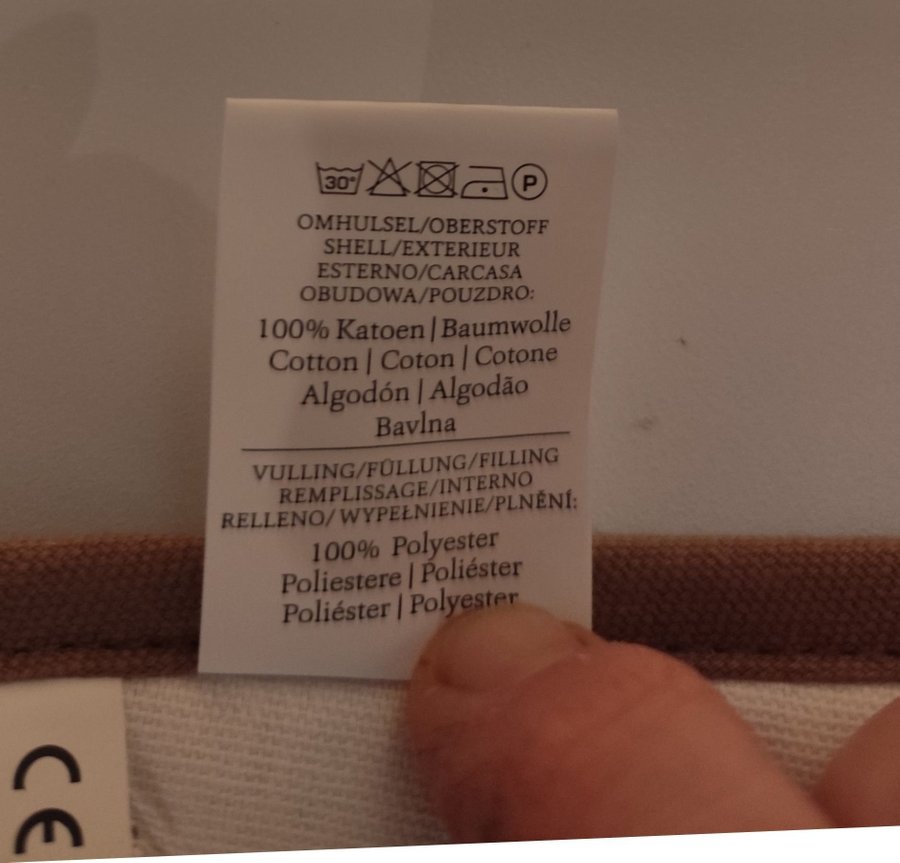 30°
P
OMHULSEL/OBERSTOFF
SHELL/EXTERIEUR
ESTERNO/CARCASA
OBUDOWA/POUZDRO:
100% Katoen | Baumwolle
Cotton | Coton | Cotone
Algodón | Algodão
Bavlna
VULLING/FÜLLUNG/FILLING
REMPLISSAGE/INTERNO
RELLENO/ WYPEŁNIENIE/PLNĚNÍ:
100% Polyester
Poliestere | Poliéster
Poliéster | Polyester
CE